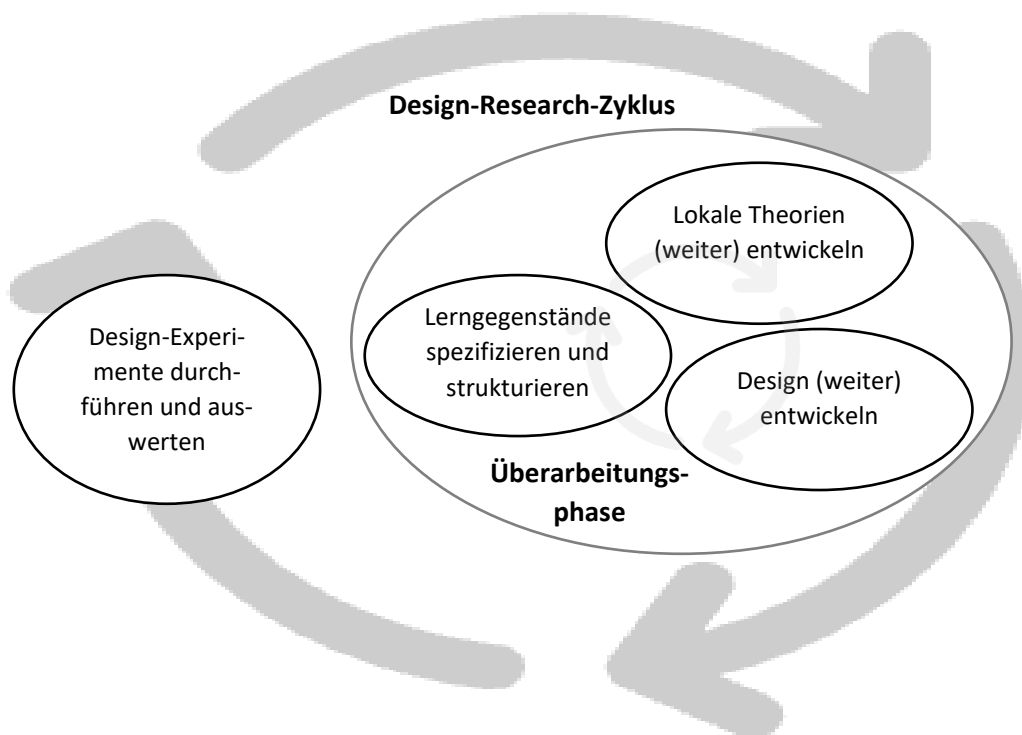 Design-Research-Zyklus
Lokale Theorien
(weiter) entwickeln
Lerngegenstände
spezifizieren und
strukturieren
Design-Experi-
mente durch-
führen und aus-
werten
Design (weiter)
entwickeln
Überarbeitungs-
phase